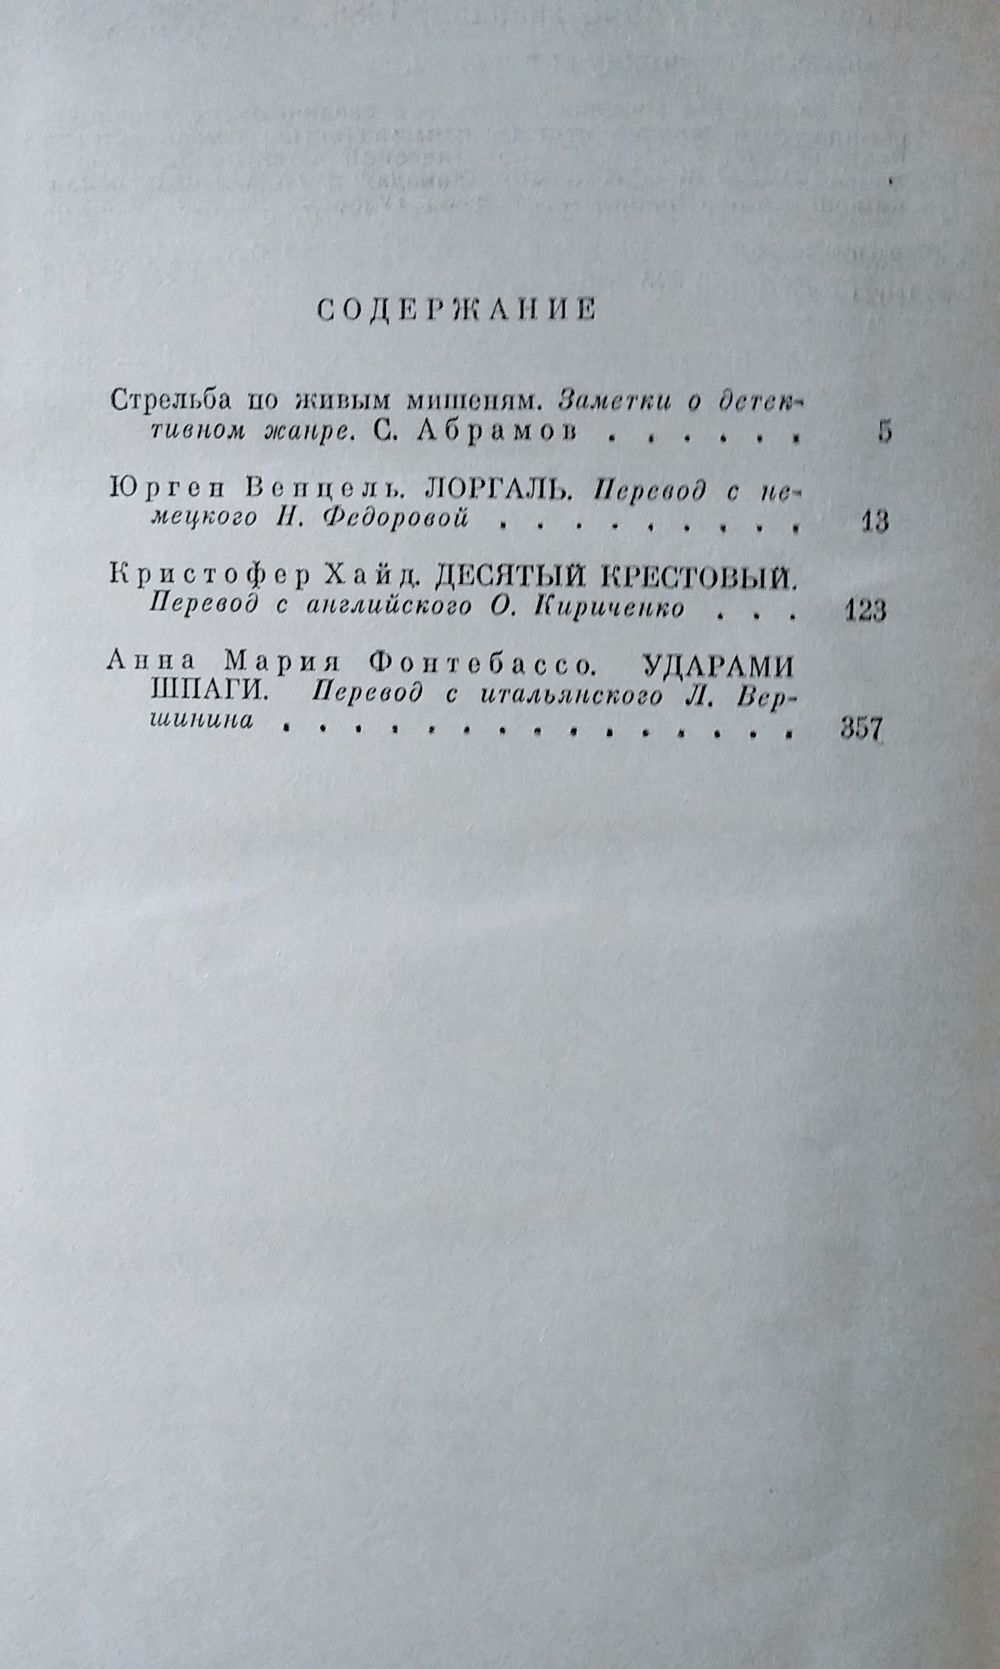 СОДЕРЖАНИЕ
Стрельба по живым мишеням. Заметки о детек-
тивном жанре. С. Абрамов . . . . . . 5
Юрген Венцель. ЛОРГАЛЬ. Перевод с не-
мецкого Н. Федоровой . . . . . . . . . 13
Кристофер Хайд. ДЕСЯТЫЙ КРЕСТОВЫЙ.
Перевод с английского О. Кириченко . . . 123
Анна Мария Фонтебассо. УДАРАМИ
ШПАГИ. Перевод с итальянского Л. Вер-
шинина . . . . . . . . . . . . . . . 357